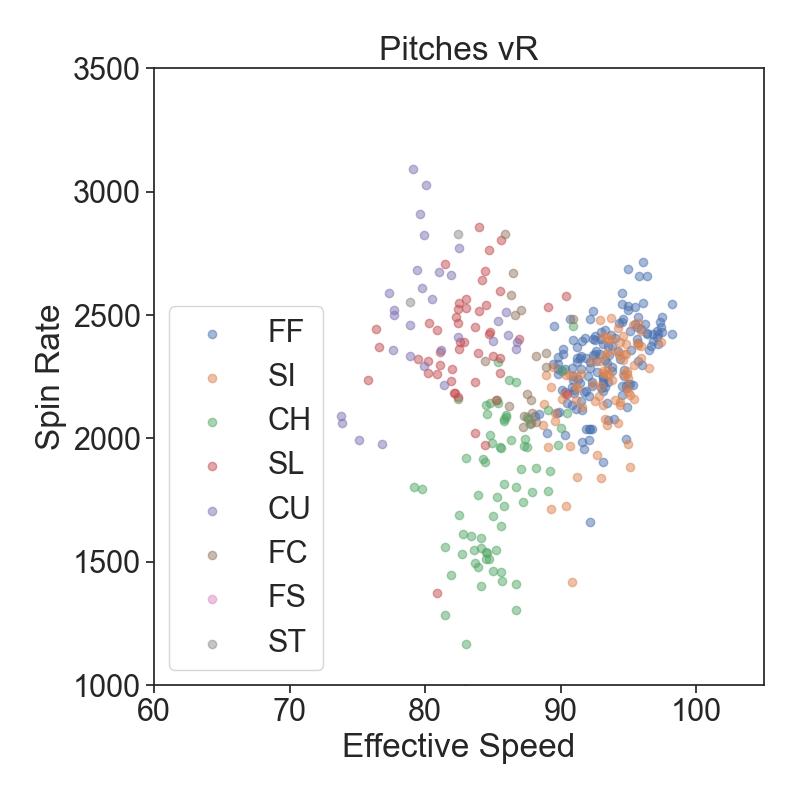 Pitches vR
3500
3000
2500
2000
1500
1000
Spin Rate
FF
SI
CH
SL
CU
FC
FS
ST
60 70 80 90 100
Effective Speed